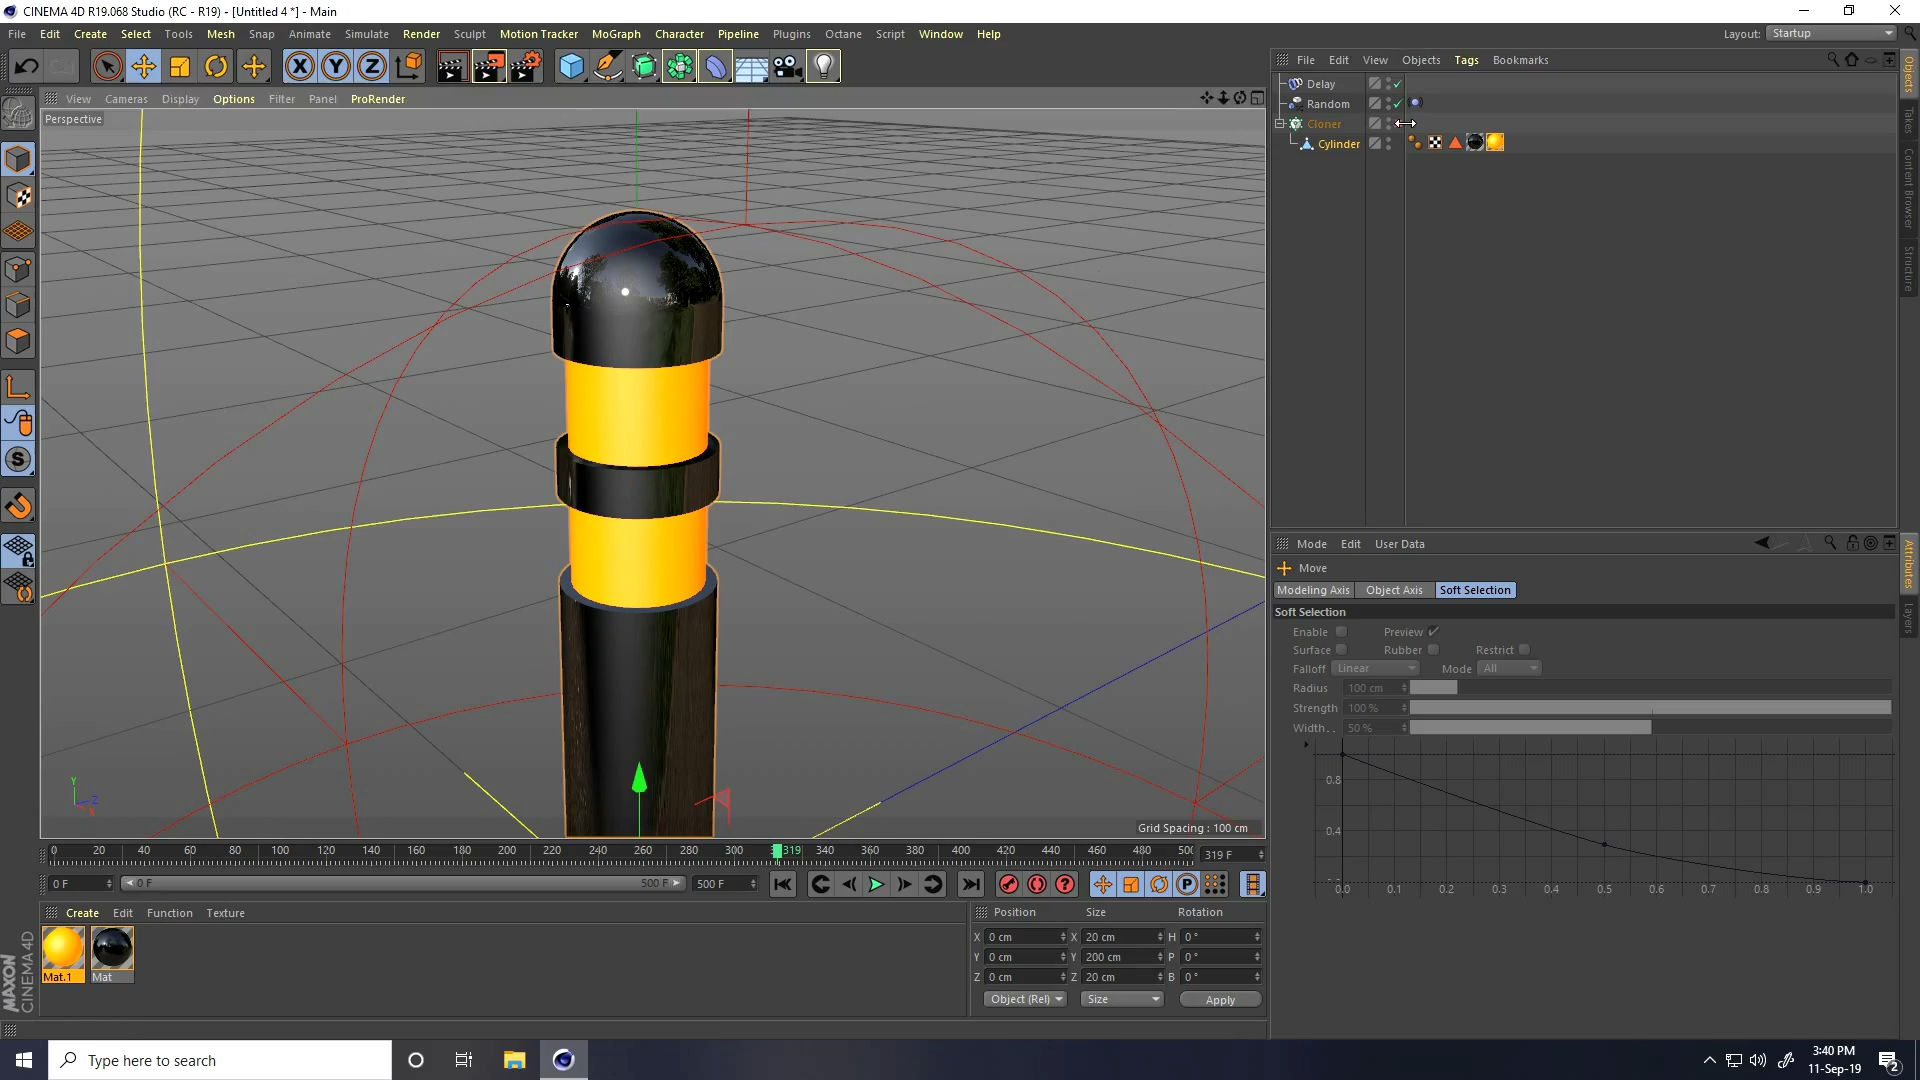 CINEMA 4D R19.068 Studio (RC - R19) - [Untitled 4 *] - Main
File Edit Create Select Tools Mesh Snap Animate Simulate Render Sculpt Motion Tracker MoGraph Character Pipeline Plugins Octane Script Window Help Layout: Startup
X Y Z
File Edit View Objects Tags Bookmarks
Objects
Takes
Content Browser
Structure
View Cameras Display Options Filter Panel ProRender
Perspective
Delay
Random
Cloner
Cylinder
Mode Edit User Data
Attributes
Layers
Move
Modeling Axis Object Axis Soft Selection
Soft Selection
Enable Preview
Surface Rubber Restrict
Falloff Linear Mode All
Radius 100 cm
Strength 100 %
Width.. 50 %
0.8
0.4
0.0 0.1 0.2 0.3 0.4 0.5 0.6 0.7 0.8 0.9 1.0
Y
Z
X
Grid Spacing : 100 cm
0 20 40 60 80 100 120 140 160 180 200 220 240 260 280 300 319 340 360 380 400 420 440 460 480 500 319 F
0 F 0 F 500 F 500 F
P
Create Edit Function Texture
Mat.1 Mat
MAXON
CINEMA 4D
Position Size Rotation
X 0 cm X 20 cm H 0 °
Y 0 cm Y 200 cm P 0 °
Z 0 cm Z 20 cm B 0 °
Object (Rel) Size Apply
Type here to search
3:40 PM
11-Sep-19
2